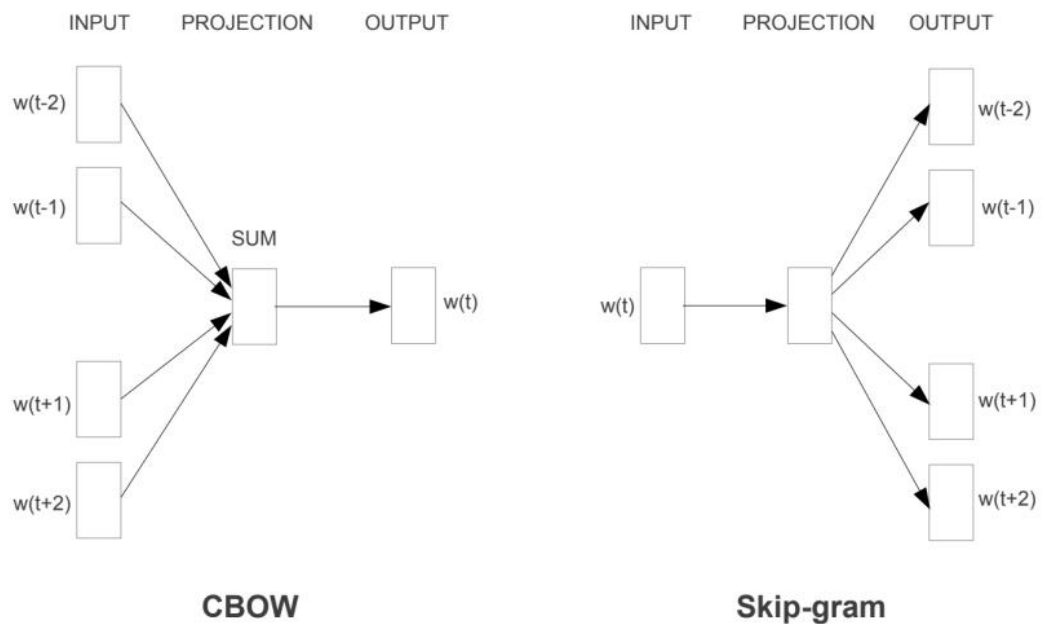 INPUT PROJECTION OUTPUT
w(t-2)
w(t-1)
SUM
w(t)
w(t+1)
w(t+2)
CBOW
INPUT PROJECTION OUTPUT
w(t-2)
w(t-1)
w(t)
w(t+1)
w(t+2)
Skip-gram